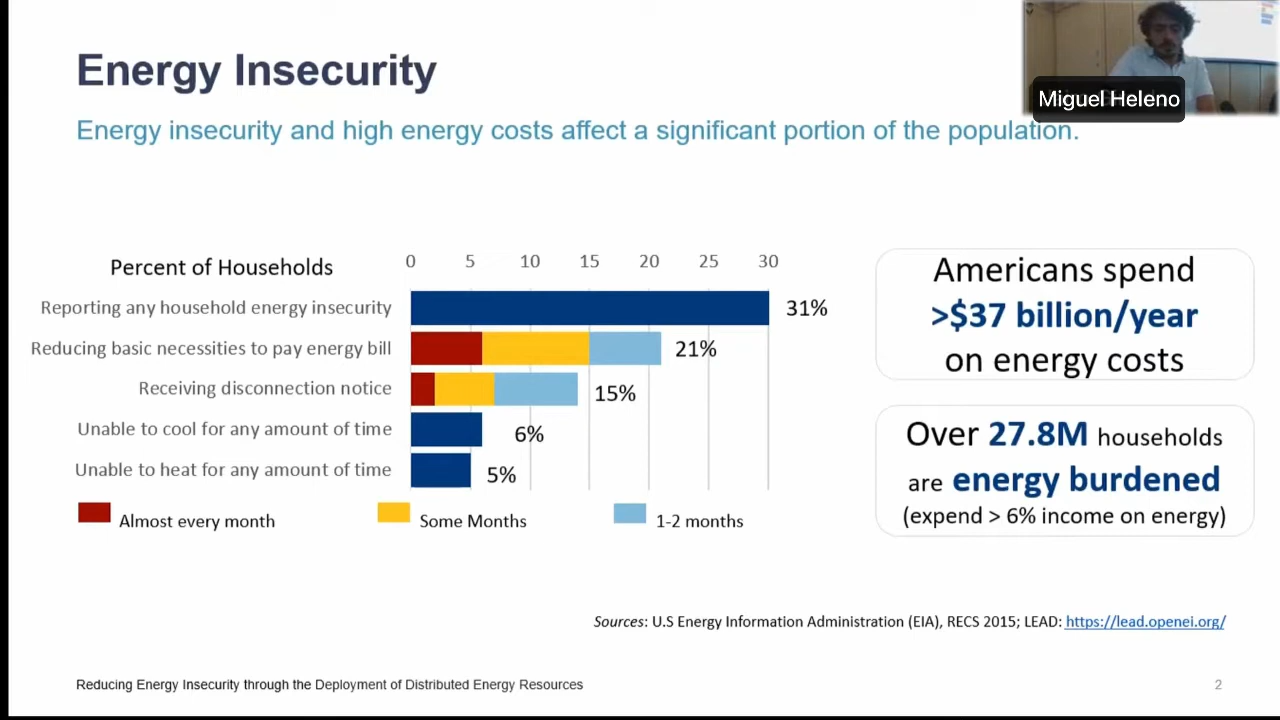 Energy Insecurity
Miguel Heleno
Energy insecurity and high energy costs affect a significant portion of the population.
Percent of Households
0 5 10 15 20 25 30
Reporting any household energy insecurity 31%
Reducing basic necessities to pay energy bill 21%
Receiving disconnection notice 15%
Unable to cool for any amount of time 6%
Unable to heat for any amount of time 5%
Almost every month Some Months 1-2 months
Americans spend
>$37 billion/year
on energy costs
Over 27.8M households
are energy burdened
(expend > 6% income on energy)
Sources: U.S Energy Information Administration (EIA), RECS 2015; LEAD: https://lead.openei.org/
Reducing Energy Insecurity through the Deployment of Distributed Energy Resources 2